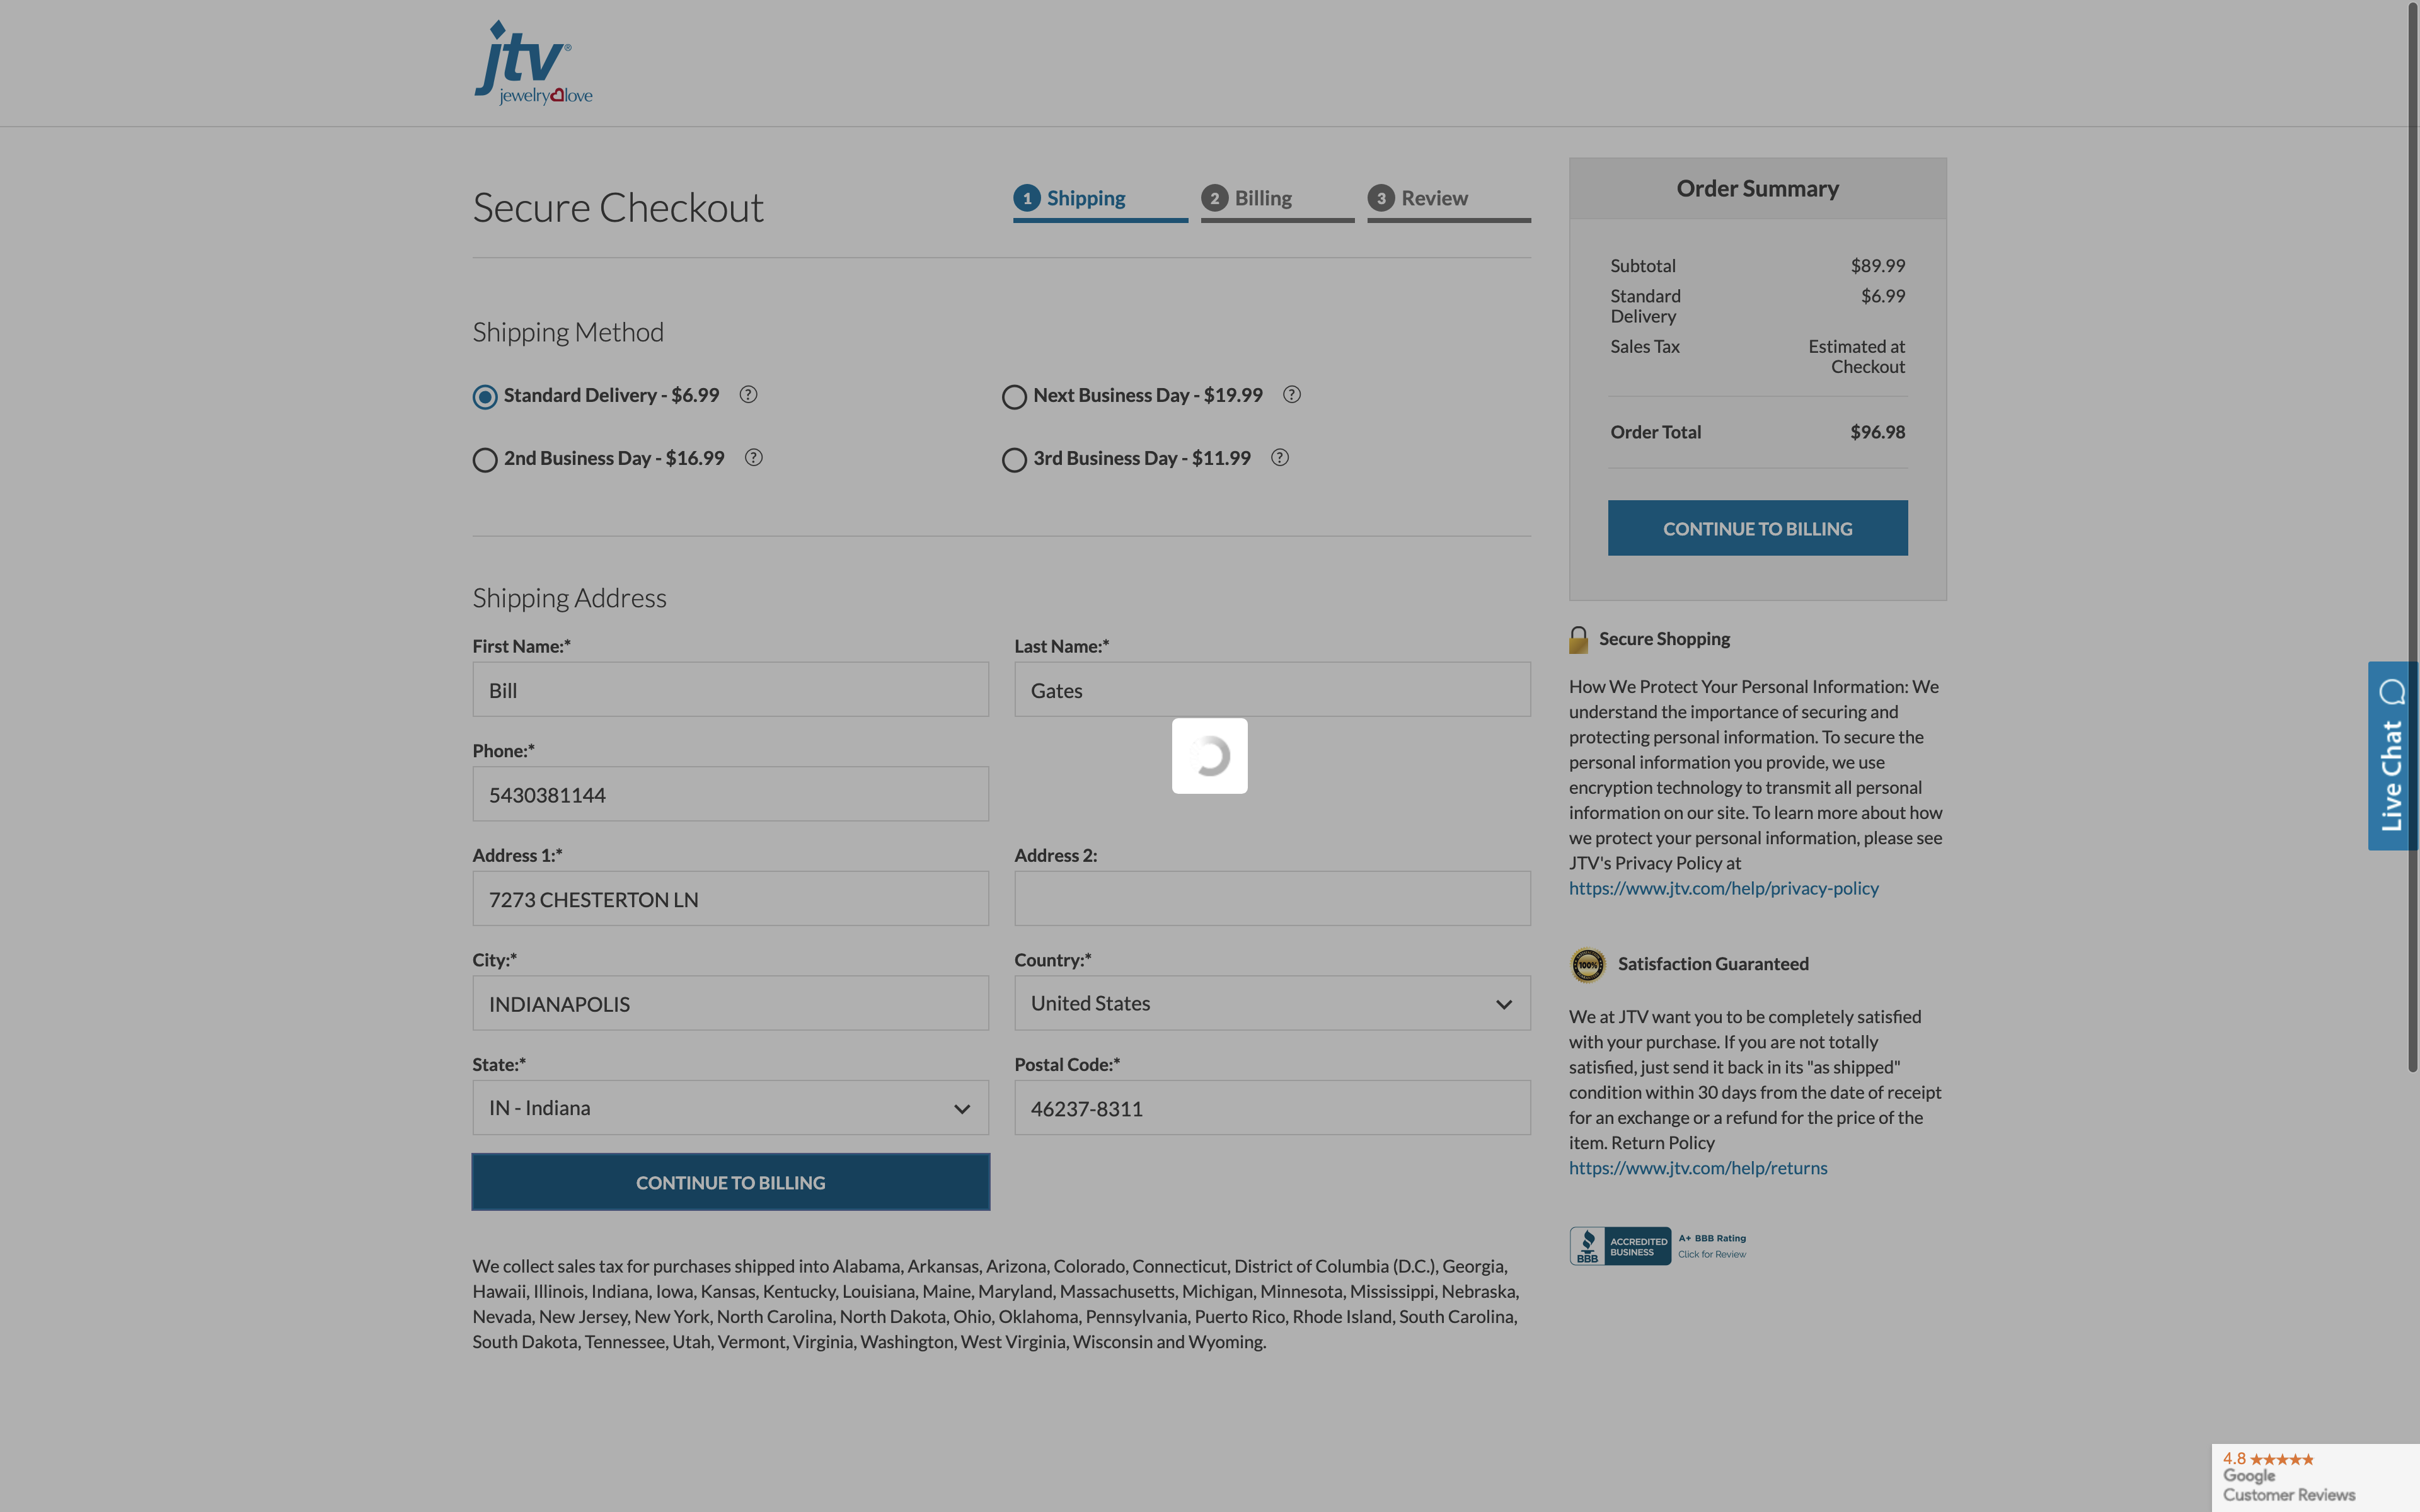 jtv®
jewelry love
Secure Checkout
1 Shipping
2 Billing
3 Review
Shipping Method
Standard Delivery - $6.99 ?
Next Business Day - $19.99 ?
2nd Business Day - $16.99 ?
3rd Business Day - $11.99 ?
Shipping Address
First Name:*
Last Name:*
Bill
Gates
Phone:*
5430381144
Address 1:*
Address 2:
7273 CHESTERTON LN
City:*
Country:*
INDIANAPOLIS
United States
State:*
Postal Code:*
IN - Indiana
46237-8311
CONTINUE TO BILLING
We collect sales tax for purchases shipped into Alabama, Arkansas, Arizona, Colorado, Connecticut, District of Columbia (D.C.), Georgia,
Hawaii, Illinois, Indiana, Iowa, Kansas, Kentucky, Louisiana, Maine, Maryland, Massachusetts, Michigan, Minnesota, Mississippi, Nebraska,
Nevada, New Jersey, New York, North Carolina, North Dakota, Ohio, Oklahoma, Pennsylvania, Puerto Rico, Rhode Island, South Carolina,
South Dakota, Tennessee, Utah, Vermont, Virginia, Washington, West Virginia, Wisconsin and Wyoming.
Order Summary
Subtotal $89.99
Standard $6.99
Delivery
Sales Tax Estimated at
Checkout
Order Total $96.98
CONTINUE TO BILLING
Secure Shopping
How We Protect Your Personal Information: We
understand the importance of securing and
protecting personal information. To secure the
personal information you provide, we use
encryption technology to transmit all personal
information on our site. To learn more about how
we protect your personal information, please see
JTV's Privacy Policy at
https://www.jtv.com/help/privacy-policy
100%
Satisfaction Guaranteed
We at JTV want you to be completely satisfied
with your purchase. If you are not totally
satisfied, just send it back in its "as shipped"
condition within 30 days from the date of receipt
for an exchange or a refund for the price of the
item. Return Policy
https://www.jtv.com/help/returns
BBB
ACCREDITED
BUSINESS
A+ BBB Rating
Click for Review
Live Chat
4.8
Google
Customer Reviews